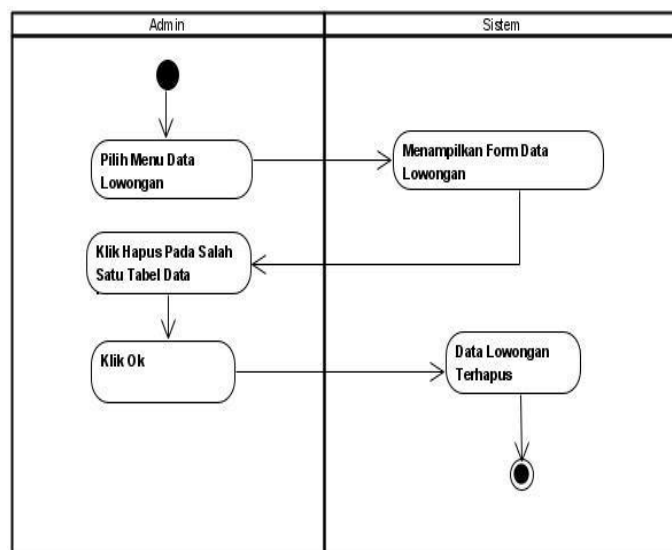 Admin
Sistem
Pilih Menu Data
Lowongan
Menampilkan Form Data
Lowongan
Klik Hapus Pada Salah
Satu Tabel Data
Klik Ok
Data Lowongan
Terhapus